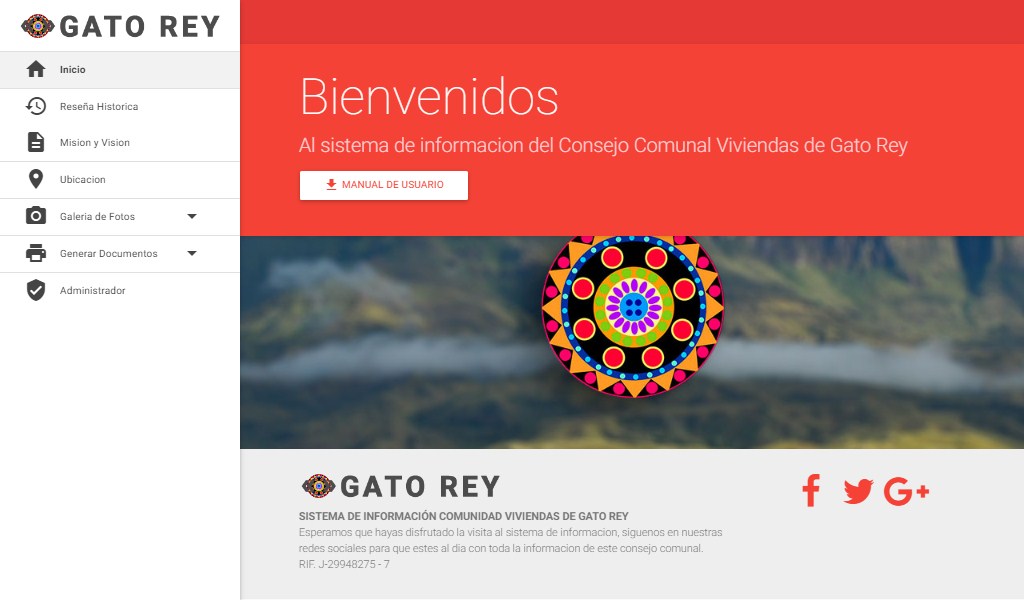 GATO REY
Inicio
Reseña Historica
Mision y Vision
Ubicacion
Galeria de Fotos
Generar Documentos
Administrador
Bienvenidos
Al sistema de informacion del Consejo Comunal Viviendas de Gato Rey
MANUAL DE USUARIO
GATO REY
SISTEMA DE INFORMACIÓN COMUNIDAD VIVIENDAS DE GATO REY
Esperamos que hayas disfrutado la visita al sistema de informacion, siguenos en nuestras
redes sociales para que estes al dia con toda la informacion de este consejo comunal.
RIF. J-29948275 - 7